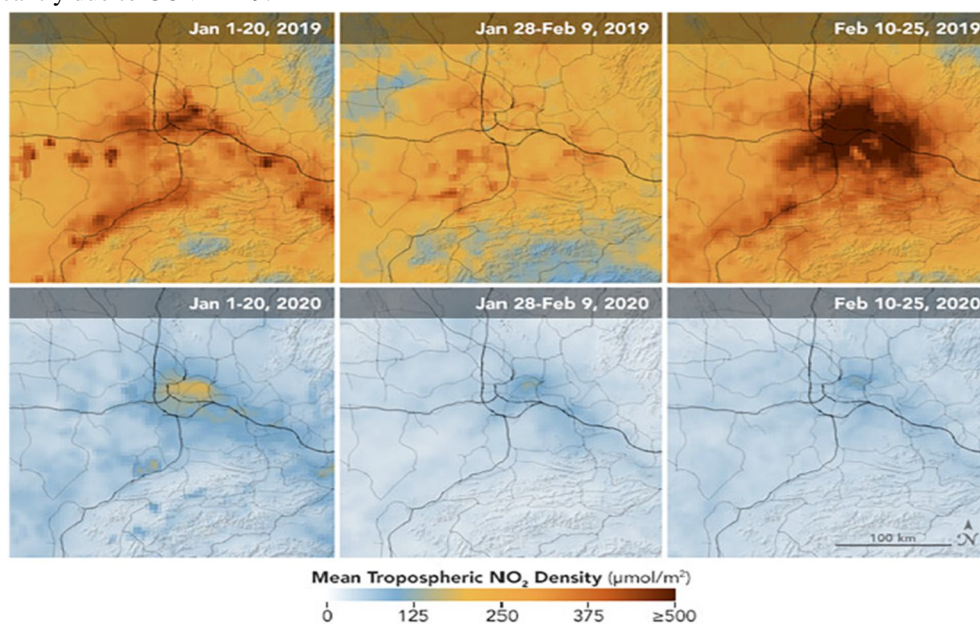 Jan 1-20, 2019
Jan 28-Feb 9, 2019
Feb 10-25, 2019
Jan 1-20, 2020
Jan 28-Feb 9, 2020
Feb 10-25, 2020
100 km
N
Mean Tropospheric NO₂ Density (μmol/m²)
0 125 250 375 ≥500